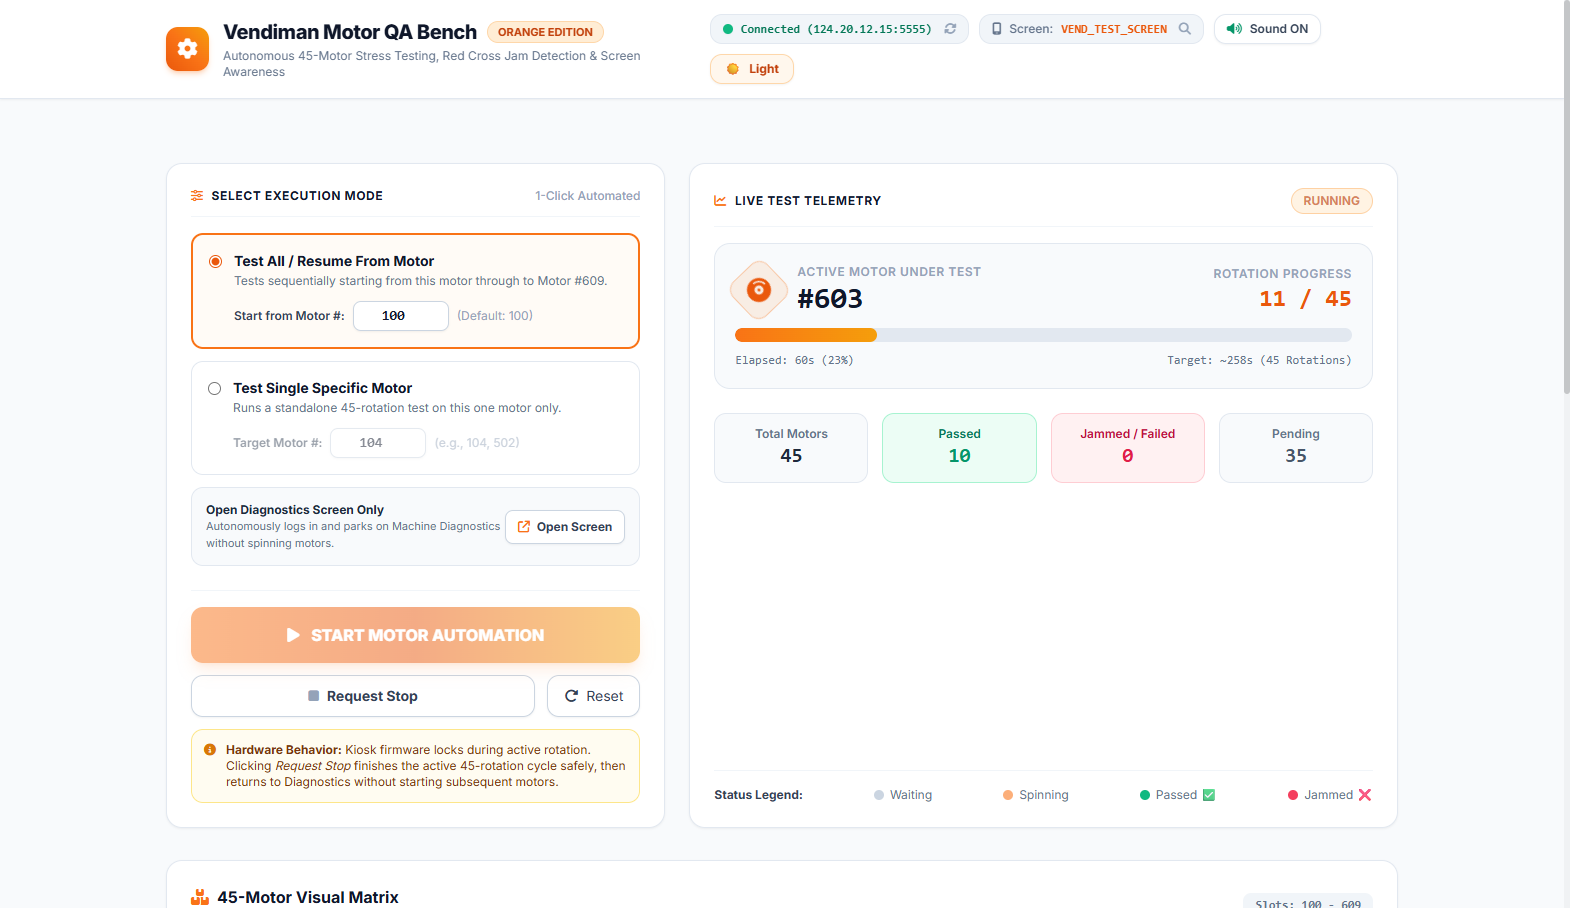 Vendiman Motor QA Bench
ORANGE EDITION
Autonomous 45-Motor Stress Testing, Red Cross Jam Detection & Screen
Awareness
Connected (124.20.12.15:5555)
Screen: VEND_TEST_SCREEN
Sound ON
Light
SELECT EXECUTION MODE
1-Click Automated
Test All / Resume From Motor
Tests sequentially starting from this motor through to Motor #609.
Start from Motor #: 100 (Default: 100)
Test Single Specific Motor
Runs a standalone 45-rotation test on this one motor only.
Target Motor #: 104 (e.g., 104, 502)
Open Diagnostics Screen Only
Autonomously logs in and parks on Machine Diagnostics
without spinning motors.
Open Screen
START MOTOR AUTOMATION
Request Stop
Reset
Hardware Behavior: Kiosk firmware locks during active rotation.
Clicking Request Stop finishes the active 45-rotation cycle safely, then
returns to Diagnostics without starting subsequent motors.
LIVE TEST TELEMETRY
RUNNING
ACTIVE MOTOR UNDER TEST
#603
ROTATION PROGRESS
11 / 45
Elapsed: 60s (23%)
Target: ~258s (45 Rotations)
Total Motors
45
Passed
10
Jammed / Failed
0
Pending
35
Status Legend:
Waiting
Spinning
Passed
Jammed
45-Motor Visual Matrix
Slots: 100 - 609